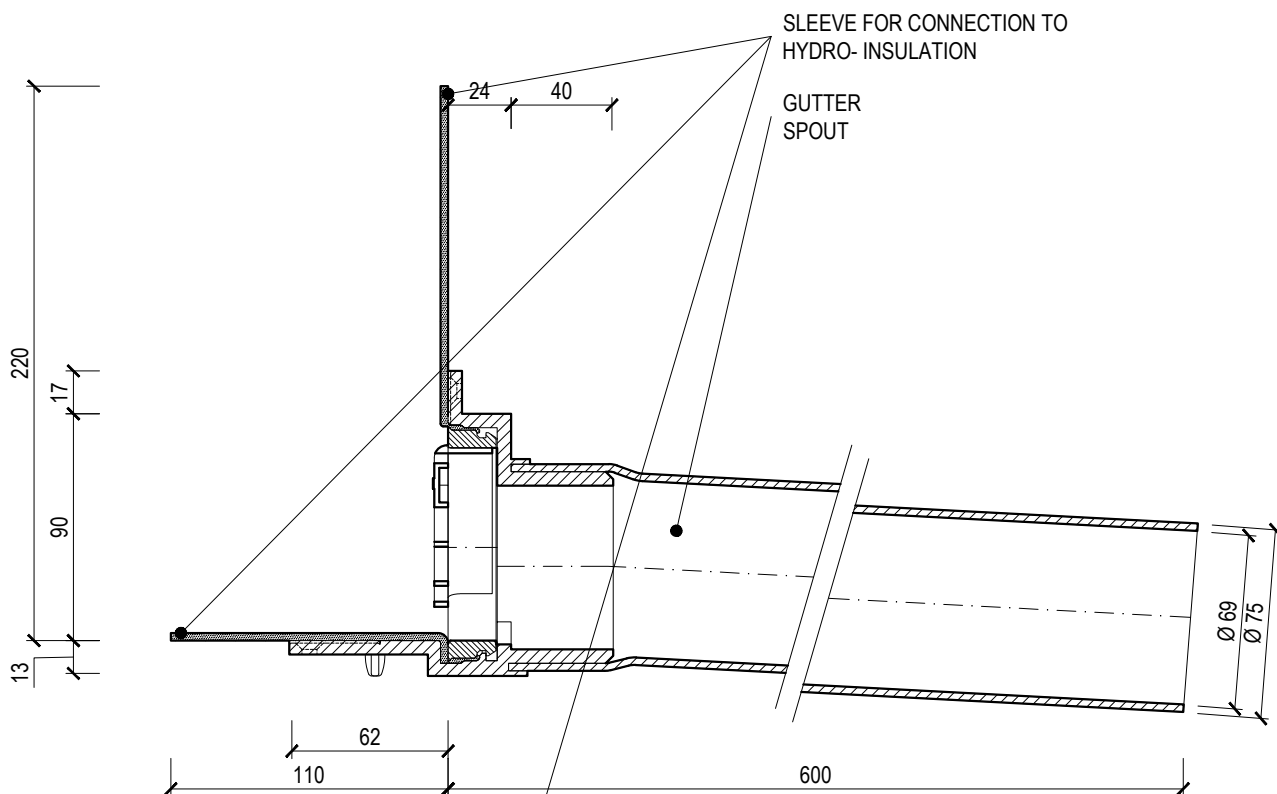 SLEEVE FOR CONNECTION TO
HYDRO- INSULATION
24
40
GUTTER
SPOUT
220
17
90
13
Ø 69
Ø 75
62
110
600